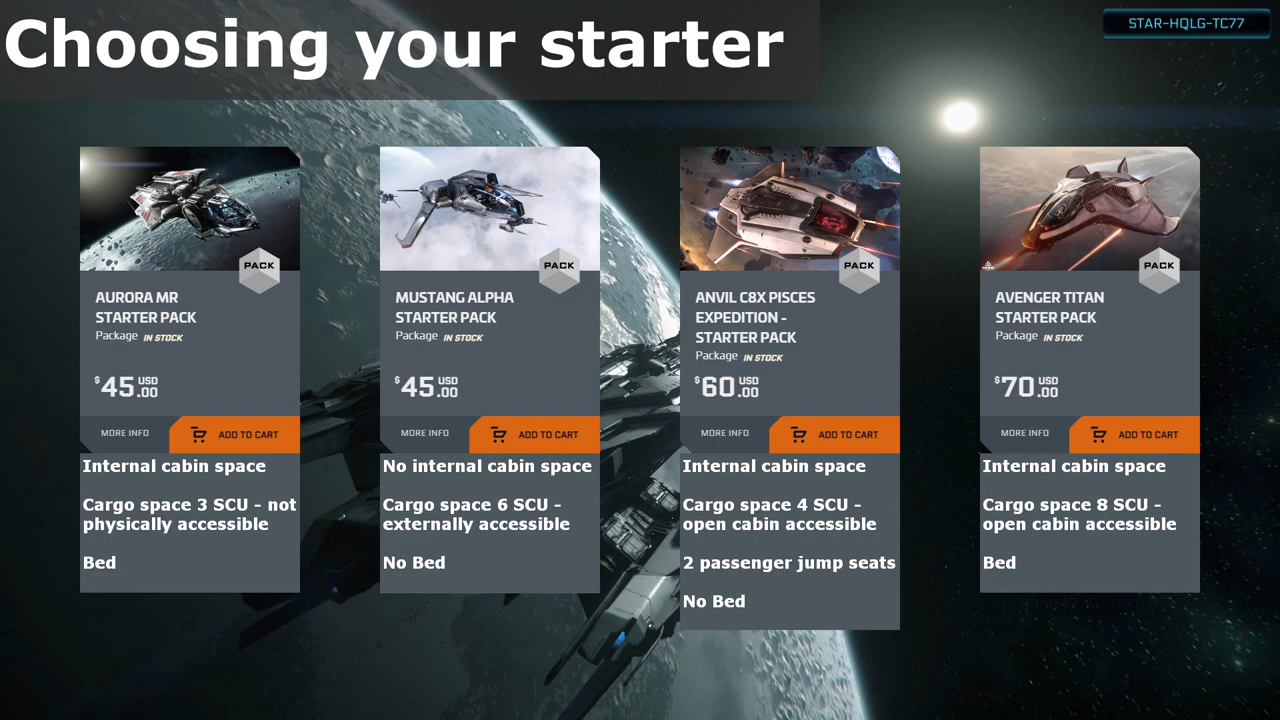 Choosing your starter
STAR-HQLG-TC77
PACK
AURORA MR
STARTER PACK
Package IN STOCK
$45 USD .00
MORE INFO
ADD TO CART
Internal cabin space
Cargo space 3 SCU - not
physically accessible
Bed
PACK
MUSTANG ALPHA
STARTER PACK
Package IN STOCK
$45 USD .00
MORE INFO
ADD TO CART
No internal cabin space
Cargo space 6 SCU -
externally accessible
No Bed
PACK
ANVIL C8X PISCES
EXPEDITION -
STARTER PACK
Package IN STOCK
$60 USD .00
MORE INFO
ADD TO CART
Internal cabin space
Cargo space 4 SCU -
open cabin accessible
2 passenger jump seats
No Bed
PACK
AVENGER TITAN
STARTER PACK
Package IN STOCK
$70 USD .00
MORE INFO
ADD TO CART
Internal cabin space
Cargo space 8 SCU -
open cabin accessible
Bed